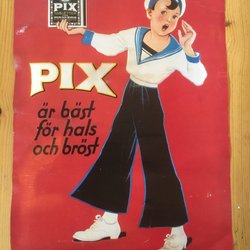 PIX
PIX
är bäst
för hals
och bröst